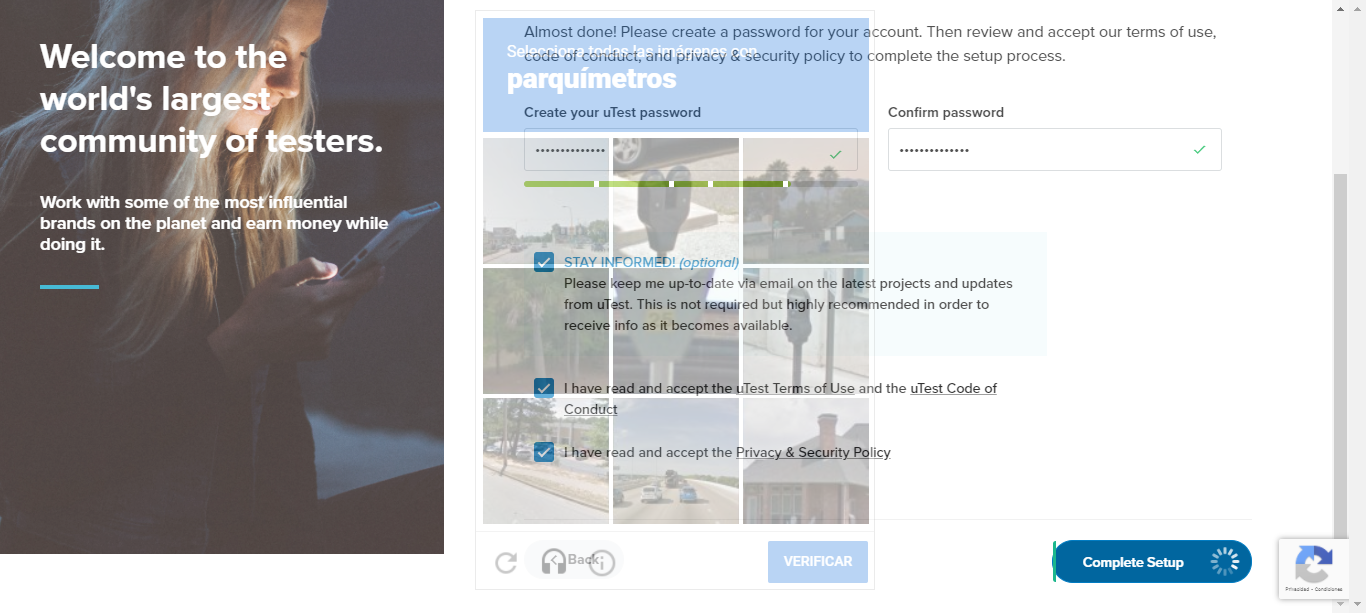 Welcome to the
world's largest
community of testers.
Work with some of the most influential
brands on the planet and earn money while
doing it.
Almost done! Please create a password for your account. Then review and accept our terms of use,
code of conduct, and privacy & security policy to complete the setup process.
Selecciona todas las imágenes con
parquímetros
Create your uTest password
Confirm password
STAY INFORMED! (optional)
Please keep me up-to-date via email on the latest projects and updates
from uTest. This is not required but highly recommended in order to
receive info as it becomes available.
I have read and accept the uTest Terms of Use and the uTest Code of
Conduct
I have read and accept the Privacy & Security Policy
Back
VERIFICAR
Complete Setup
Privacidad - Condiciones